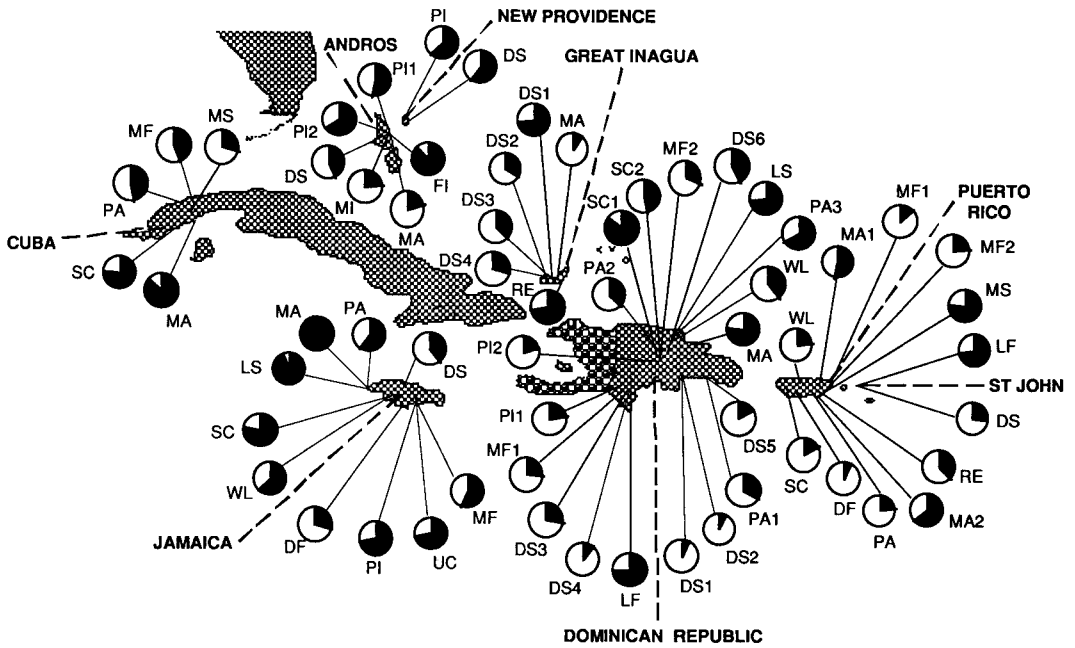 NEW PROVIDENCE
PI
ANDROS
DS
GREAT INAGUA
PI1
DS1
MA
MS
MF
PI2
DS2
SC2
MF2
DS6
LS
SC1
PUERTO
RICO
MF1
PA
DS
MI
FI
MA
DS3
PA3
MA1
MF2
CUBA
DS4
PA2
WL
SC
MA
RE
MS
MA
PA
WL
LS
DS
PI2
MA
LF
ST JOHN
SC
PI1
DS5
DS
MF1
SC
RE
WL
MF
PA1
DF
MA2
JAMAICA
DF
PI
UC
DS3
DS4
LF
DS1
DS2
PA
DOMINICAN REPUBLIC